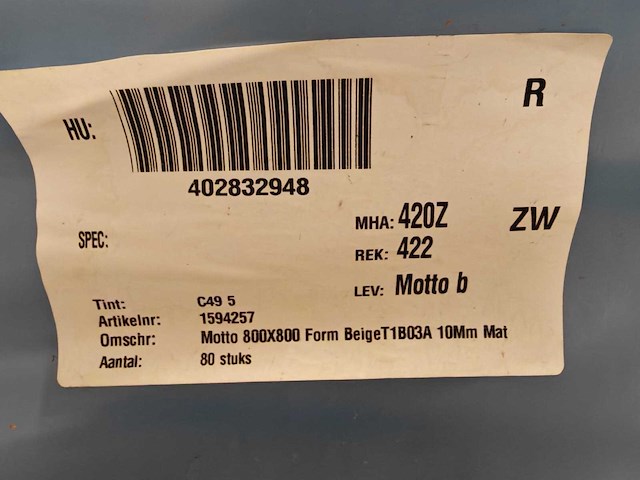 R
HU:
402832948
MHA: 420Z ZW
SPEC:
REK: 422
LEV: Motto b
Tint: C49 5
Artikelnr: 1594257
Omschr: Motto 800X800 Form BeigeT1B03A 10Mm Mat
Aantal: 80 stuks